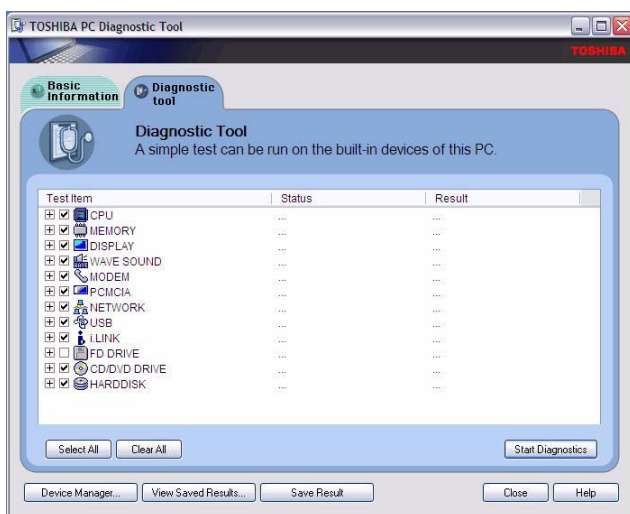 TOSHIBA PC Diagnostic Tool
TOSHIBA
Basic
Information
Diagnostic
tool
Diagnostic Tool
A simple test can be run on the built-in devices of this PC.
Test Item Status Result
CPU ... ...
MEMORY ... ...
DISPLAY ... ...
WAVE SOUND ... ...
MODEM ... ...
PCMCIA ... ...
NETWORK ... ...
USB ... ...
i.LINK ... ...
FD DRIVE ... ...
CD/DVD DRIVE ... ...
HARDDISK ... ...
Select All Clear All Start Diagnostics
Device Manager... View Saved Results... Save Result Close Help